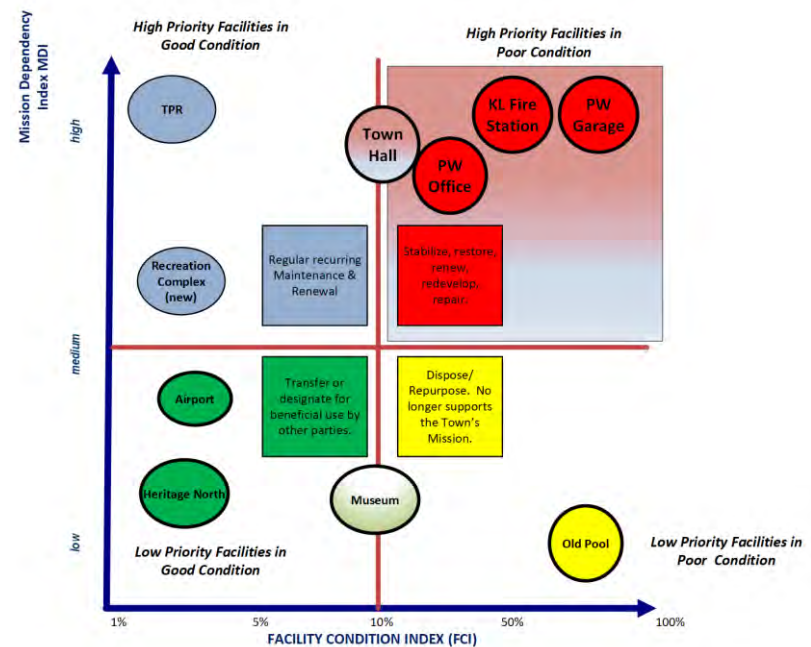 High Priority Facilities in
Good Condition
High Priority Facilities in
Poor Condition
Mission Dependency
Index MDI
high
medium
low
TPR
Town
Hall
KL Fire
Station
PW
Garage
PW
Office
Recreation
Complex
(new)
Regular recurring
Maintenance &
Renewal
Stabilize, restore,
renew,
redevelop,
repair.
Airport
Transfer or
designate for
beneficial use by
other parties.
Dispose/
Repurpose. No
longer supports
the Town's
Mission.
Heritage North
Museum
Old Pool
Low Priority Facilities in
Good Condition
Low Priority Facilities in
Poor Condition
1%
5%
10%
50%
100%
FACILITY CONDITION INDEX (FCI)